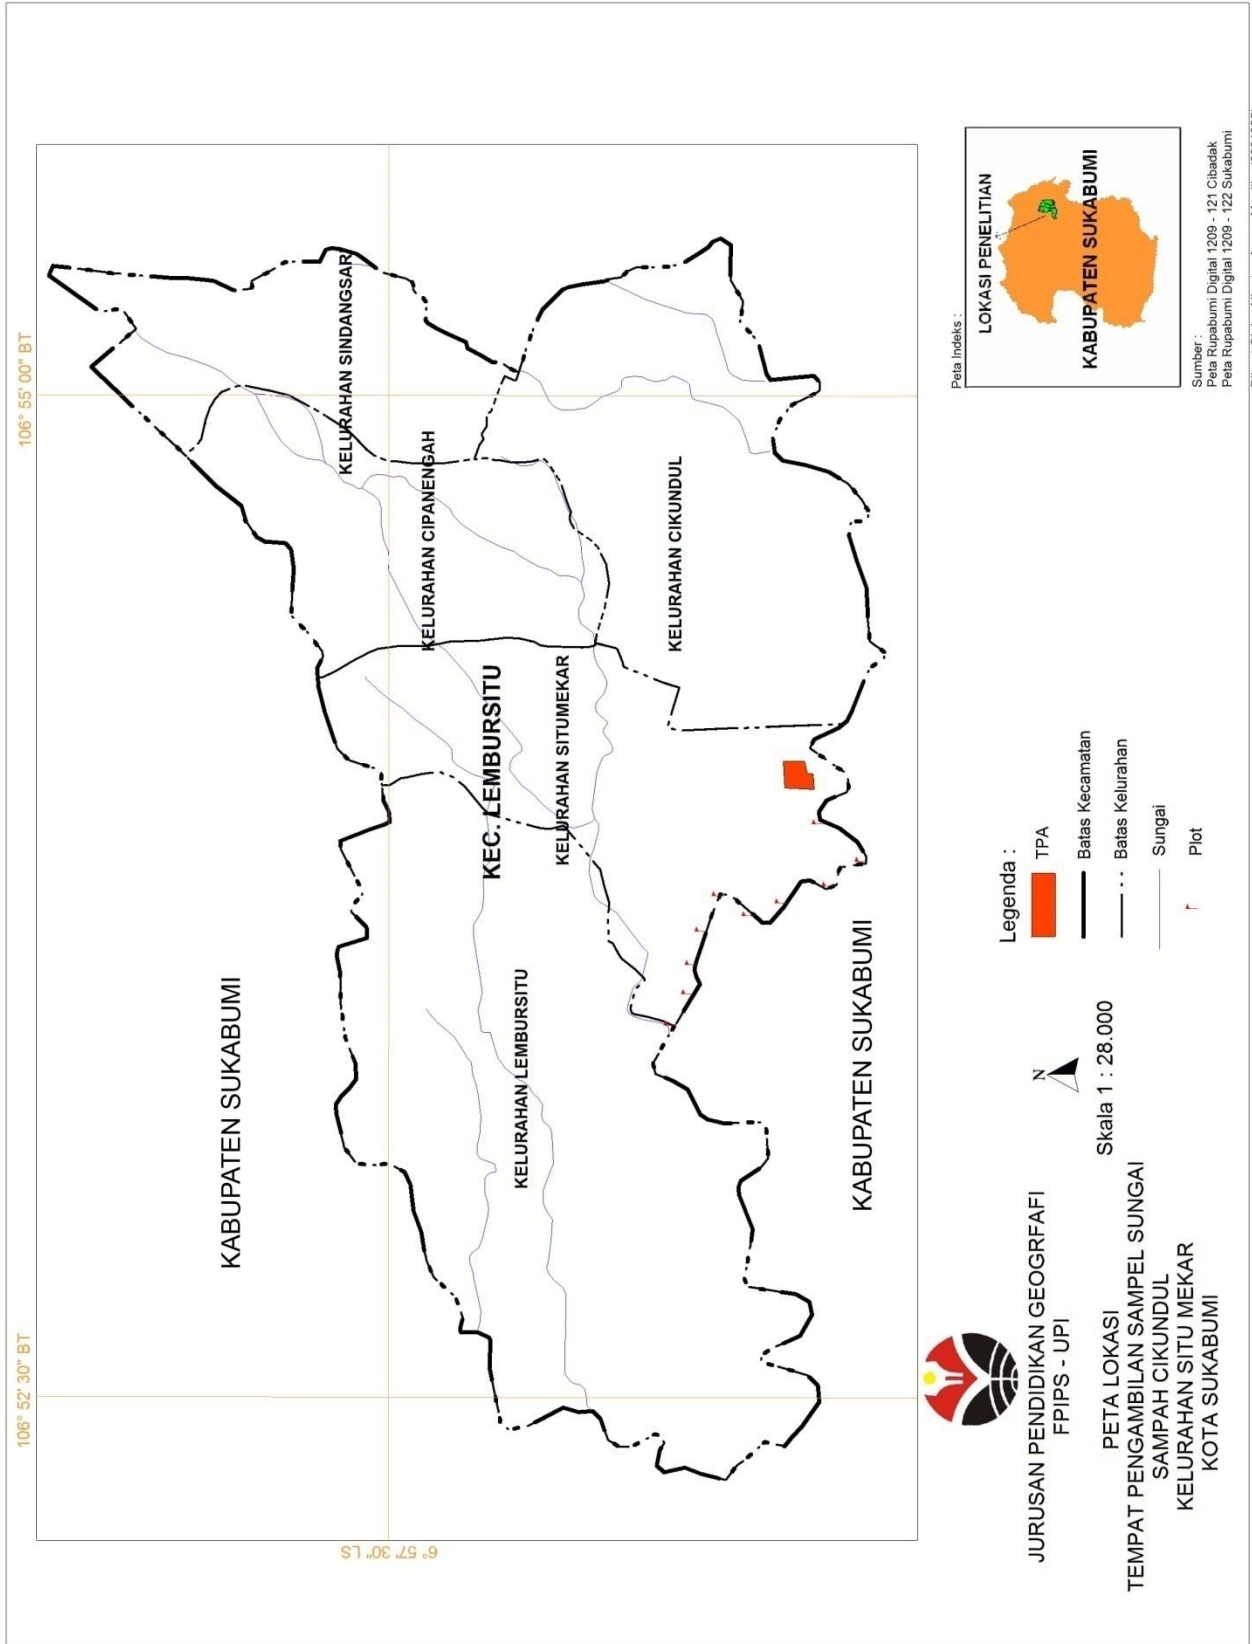 106° 52' 30" BT
106° 55' 00" BT
6° 57' 30" LS
KABUPATEN SUKABUMI
KELURAHAN SINDANGSAR
KELURAHAN CIPANENGAH
KEC. LEMBURSITU
KELURAHAN SITUMEKAR
KELURAHAN LEMBURSITU
KELURAHAN CIKUNDUL
KABUPATEN SUKABUMI
JURUSAN PENDIDIKAN GEOGRFAFI
FPIPS - UPI
PETA LOKASI
TEMPAT PENGAMBILAN SAMPEL SUNGAI
SAMPAH CIKUNDUL
KELURAHAN SITU MEKAR
KOTA SUKABUMI
N
Skala 1 : 28.000
Legenda :
TPA
Batas Kecamatan
Batas Kelurahan
Sungai
Plot
Peta Indeks :
LOKASI PENELITIAN
KABUPATEN SUKABUMI
Sumber :
Peta Rupabumi Digital 1209 - 121 Cibadak
Peta Rupabumi Digital 1209 - 122 Sukabumi